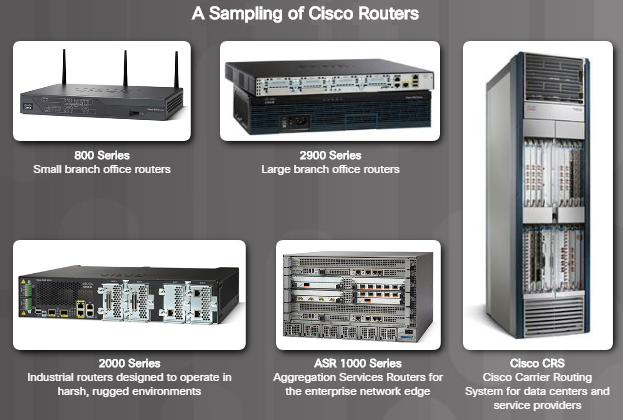 A Sampling of Cisco Routers
800 Series
Small branch office routers
2900 Series
Large branch office routers
2000 Series
Industrial routers designed to operate in
harsh, rugged environments
ASR 1000 Series
Aggregation Services Routers for
the enterprise network edge
Cisco CRS
Cisco Carrier Routing
System for data centers and
service providers